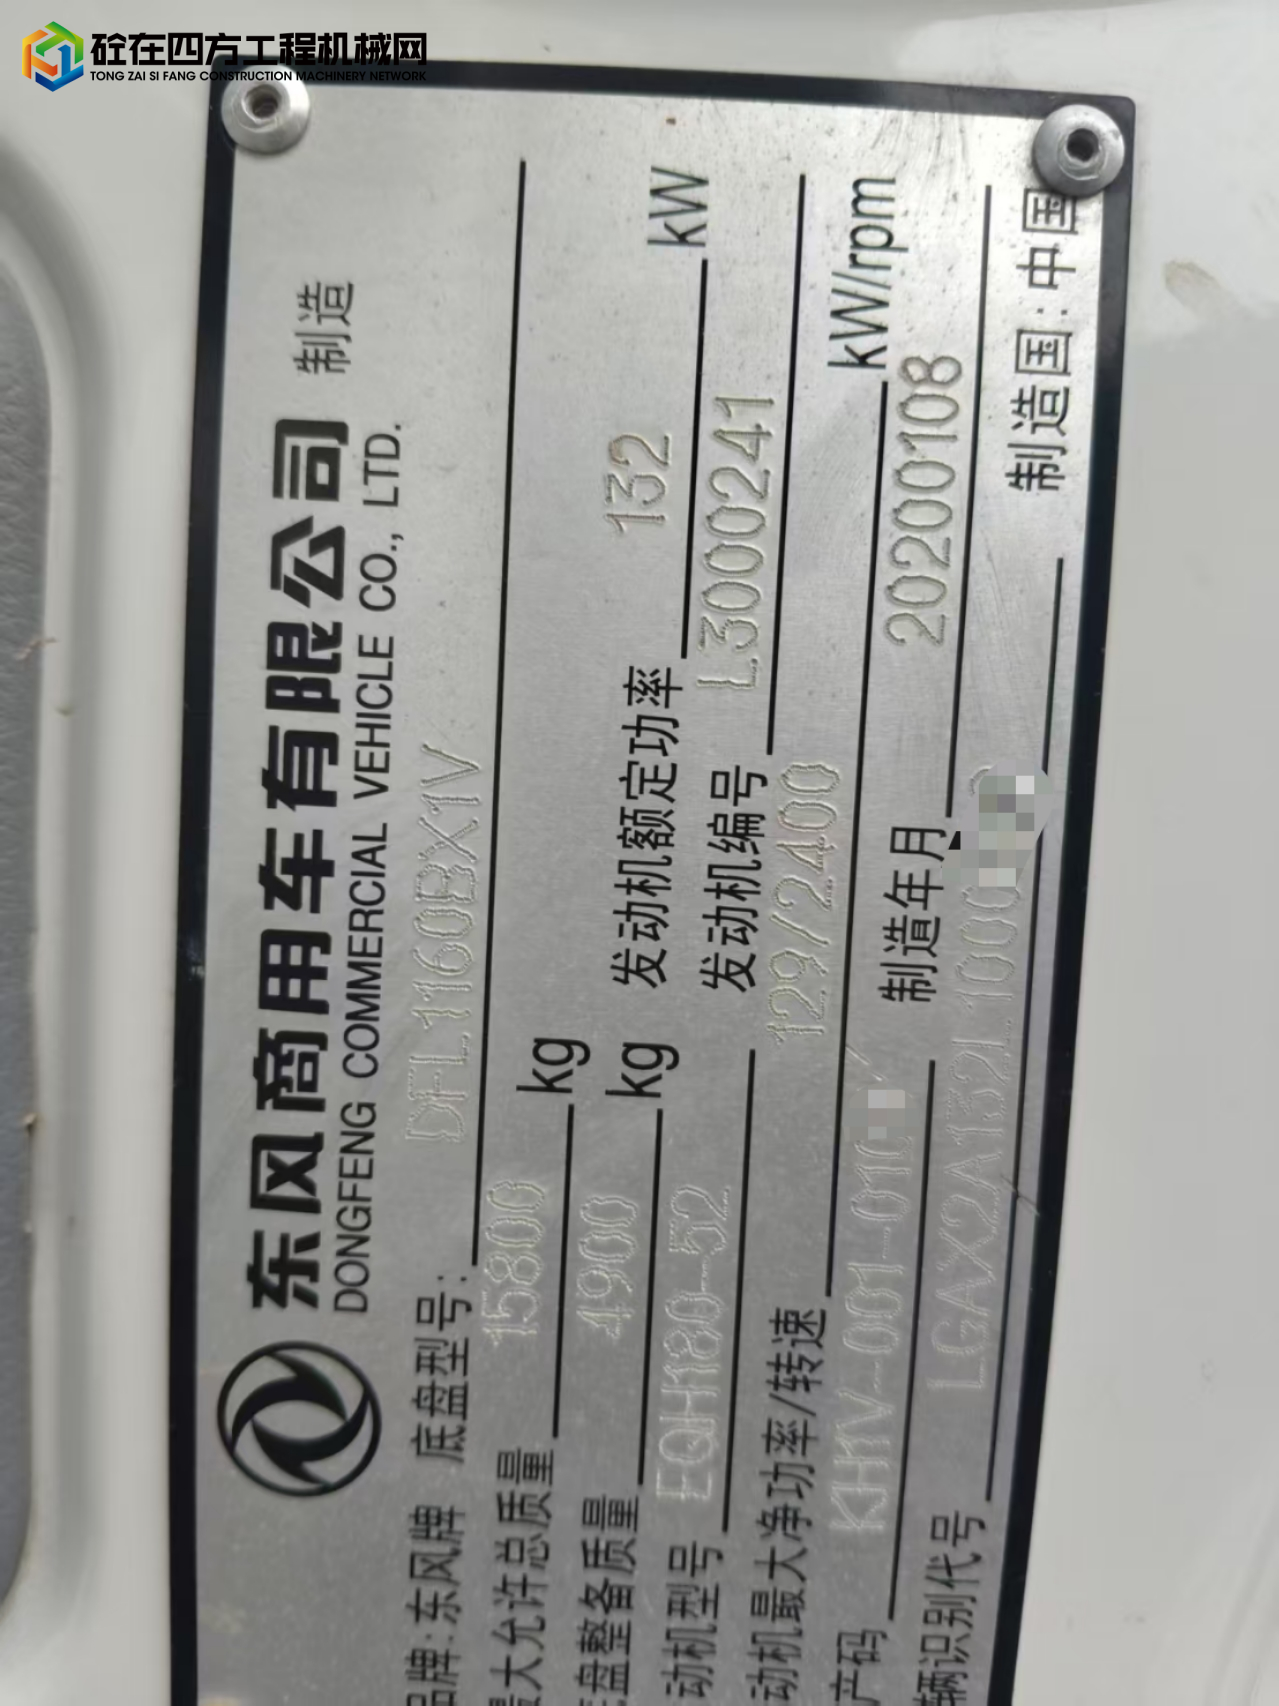 砼在四方工程机械网
TONG ZAI SI FANG CONSTRUCTION MACHINERY NETWORK
东风商用车有限公司 制造
DONGFENG COMMERCIAL VEHICLE CO., LTD.
品牌:东风牌 底盘型号: DFL1160BX1V
最大允许总质量 15800 kg
底盘整备质量 4900 kg 发动机额定功率 132 kW
动机型号 EQH180-52 发动机编号 L3000241
动机最大净功率/转速 129/2400 kW/rpm
产码 KH1V-001-010 制造年月 20200108
辆识别代号 LGAX2A132L1000 制造国:中国